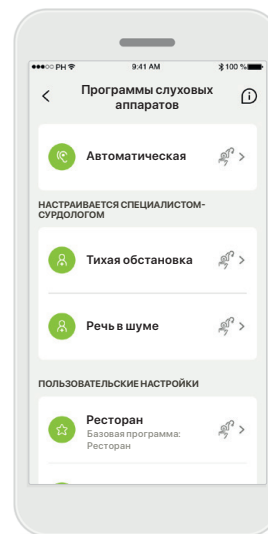 PH 9:41 AM 100 %
Программы слуховых
аппаратов
Автоматическая
НАСТРАИВАЕТСЯ СПЕЦИАЛИСТОМ-
СУРДОЛОГОМ
Тихая обстановка
Речь в шуме
ПОЛЬЗОВАТЕЛЬСКИЕ НАСТРОЙКИ
Ресторан
Базовая программа:
Ресторан